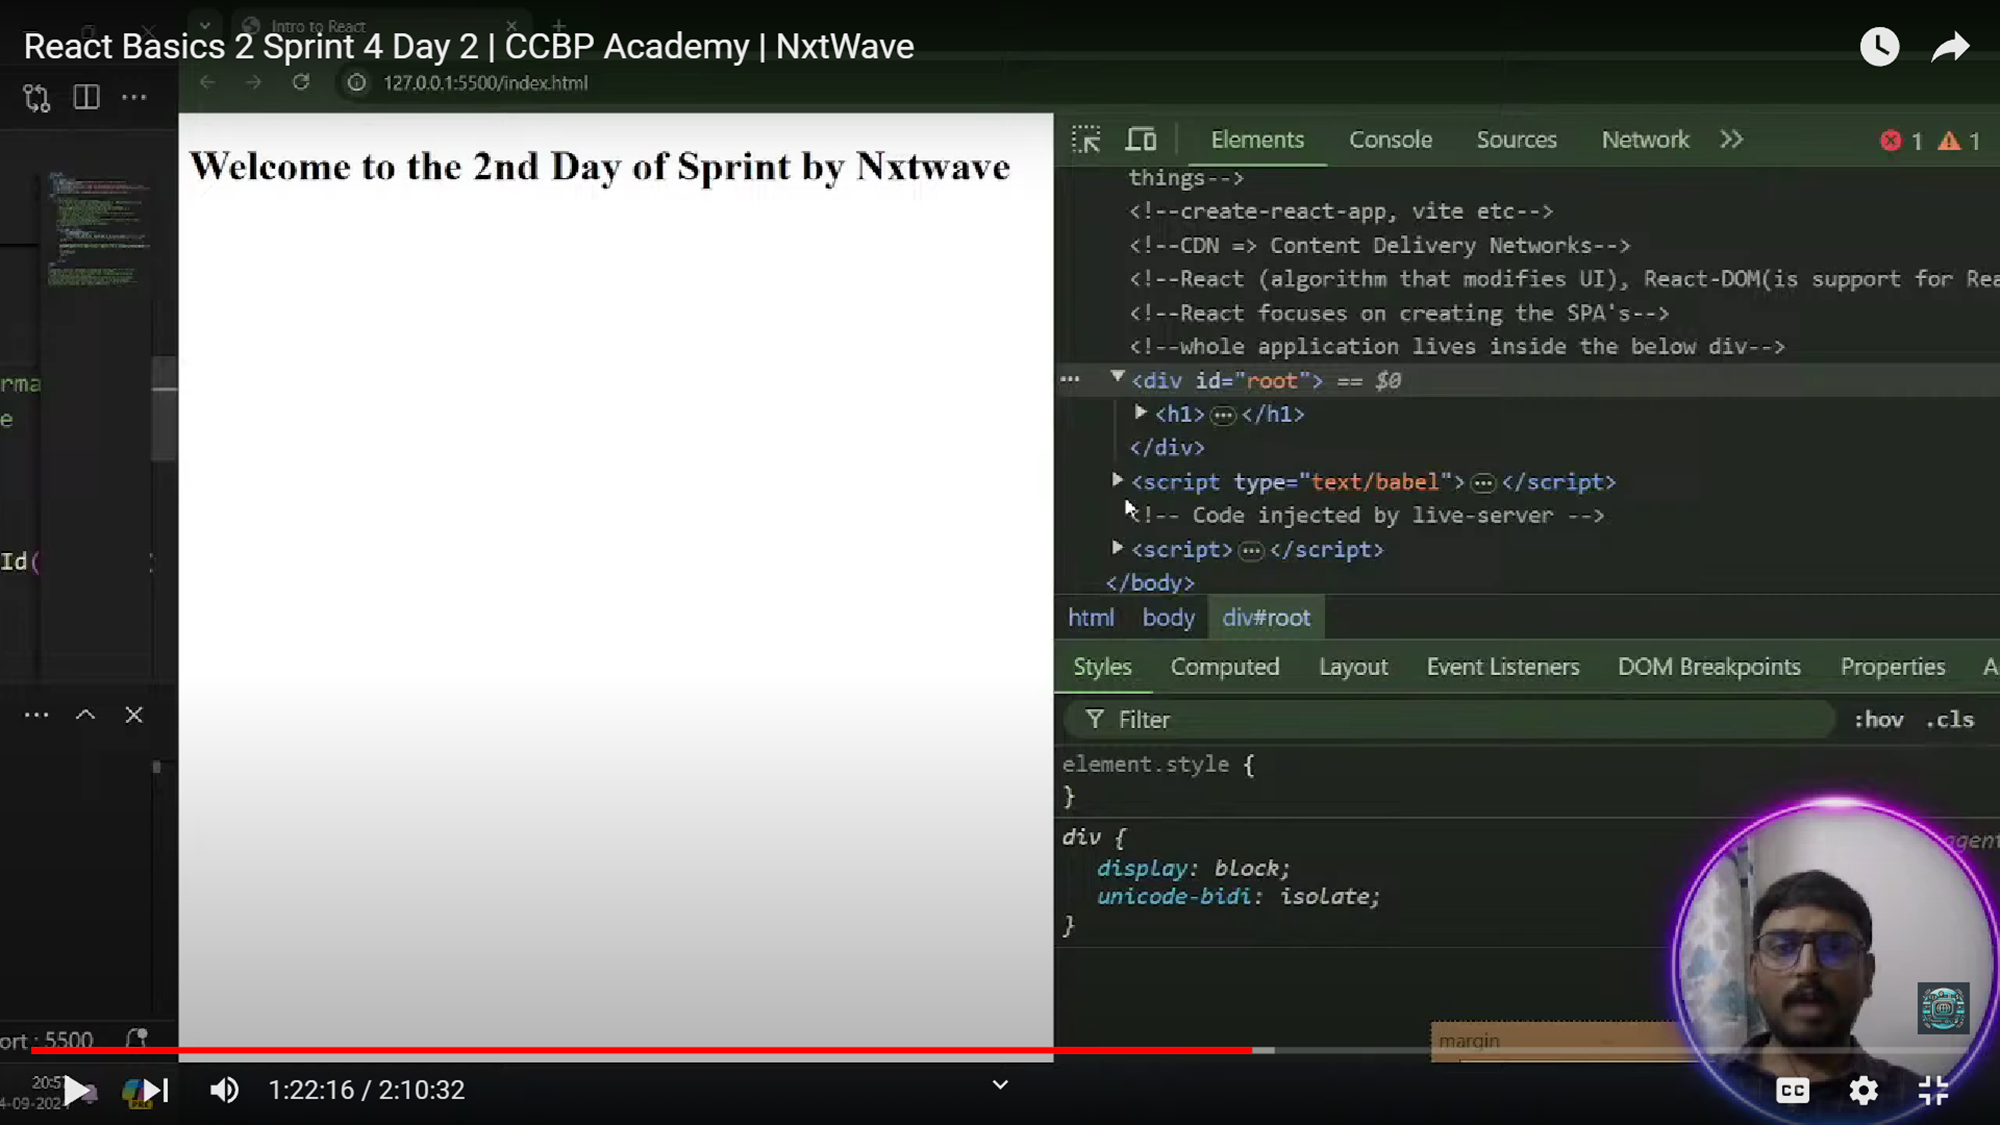 Intro to React
React Basics 2 Sprint 4 Day 2 | CCBP Academy | NxtWave
127.0.0.1:5500/index.html
Welcome to the 2nd Day of Sprint by Nxtwave
Elements Console Sources Network 1 1
things-->
<!--create-react-app, vite etc-->
<!--CDN => Content Delivery Networks-->
<!--React (algorithm that modifies UI), React-DOM(is support for Rea
<!--React focuses on creating the SPA's-->
<!--whole application lives inside the below div-->
<div id="root"> == $0
<h1> ••• </h1>
</div>
<script type="text/babel"> ••• </script>
<!-- Code injected by live-server -->
<script> ••• </script>
</body>
html body div#root
Styles Computed Layout Event Listeners DOM Breakpoints Properties A
Filter :hov .cls
element.style {
}
div {
display: block;
unicode-bidi: isolate;
}
margin
rma
e
Id(
ort : 5500
1:22:16 / 2:10:32
CC